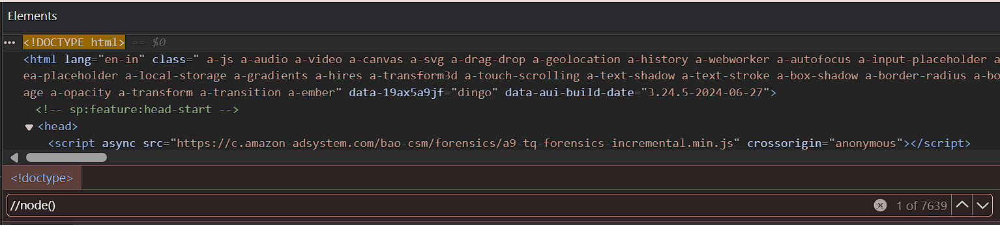 Elements
··· <!DOCTYPE html> == $0
<html lang="en-in" class=" a-js a-audio a-video a-canvas a-svg a-drag-drop a-geolocation a-history a-webworker a-autofocus a-input-placeholder a
ea-placeholder a-local-storage a-gradients a-hires a-transform3d a-touch-scrolling a-text-shadow a-text-stroke a-box-shadow a-border-radius a-bo
age a-opacity a-transform a-transition a-ember" data-19ax5a9jf="dingo" data-aui-build-date="3.24.5-2024-06-27">
<!-- sp:feature:head-start -->
<head>
<script async src="https://c.amazon-adsystem.com/bao-csm/forensics/a9-tq-forensics-incremental.min.js" crossorigin="anonymous"></script>
<!doctype>
//node() 1 of 7639